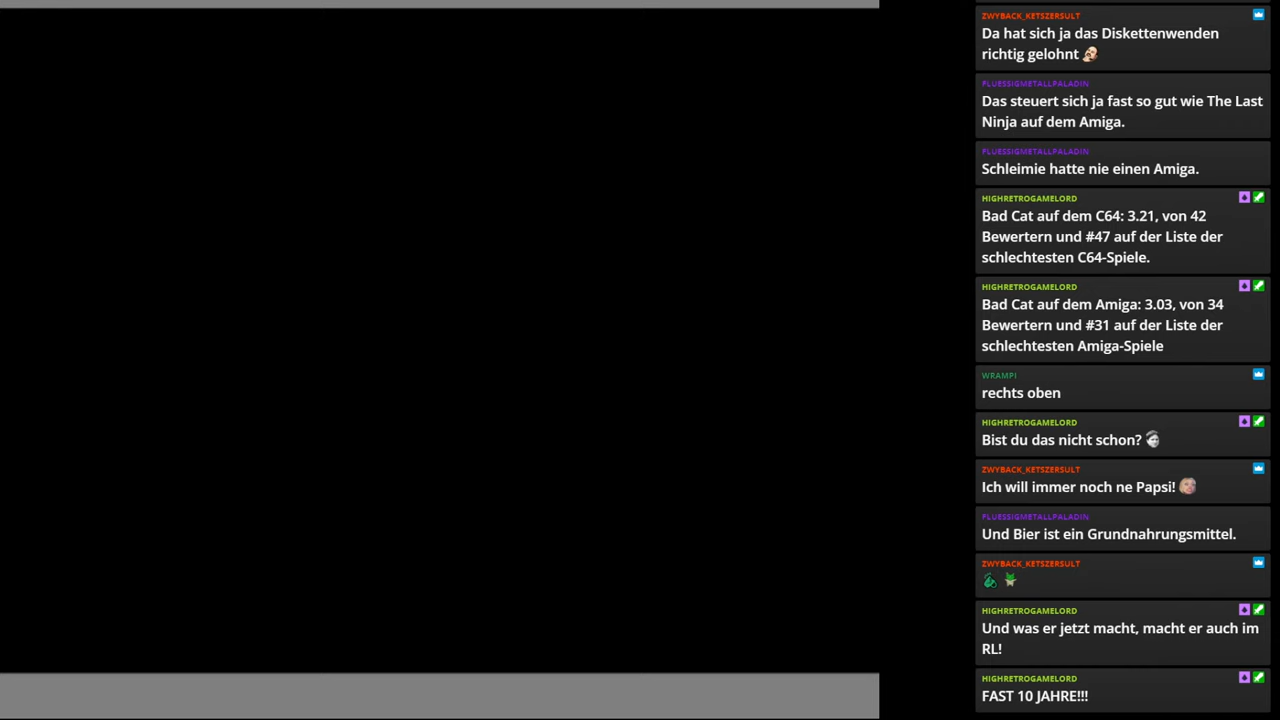 ZWYBACK_KETSZERSULT
Da hat sich ja das Diskettenwenden
richtig gelohnt
FLUESSIGMETALLPALADIN
Das steuert sich ja fast so gut wie The Last
Ninja auf dem Amiga.
FLUESSIGMETALLPALADIN
Schleimie hatte nie einen Amiga.
HIGHRETROGAMELORD
Bad Cat auf dem C64: 3.21, von 42
Bewertern und #47 auf der Liste der
schlechtesten C64-Spiele.
HIGHRETROGAMELORD
Bad Cat auf dem Amiga: 3.03, von 34
Bewertern und #31 auf der Liste der
schlechtesten Amiga-Spiele
WRAMPI
rechts oben
HIGHRETROGAMELORD
Bist du das nicht schon?
ZWYBACK_KETSZERSULT
Ich will immer noch ne Papsi!
FLUESSIGMETALLPALADIN
Und Bier ist ein Grundnahrungsmittel.
ZWYBACK_KETSZERSULT
HIGHRETROGAMELORD
Und was er jetzt macht, macht er auch im
RL!
HIGHRETROGAMELORD
FAST 10 JAHRE!!!